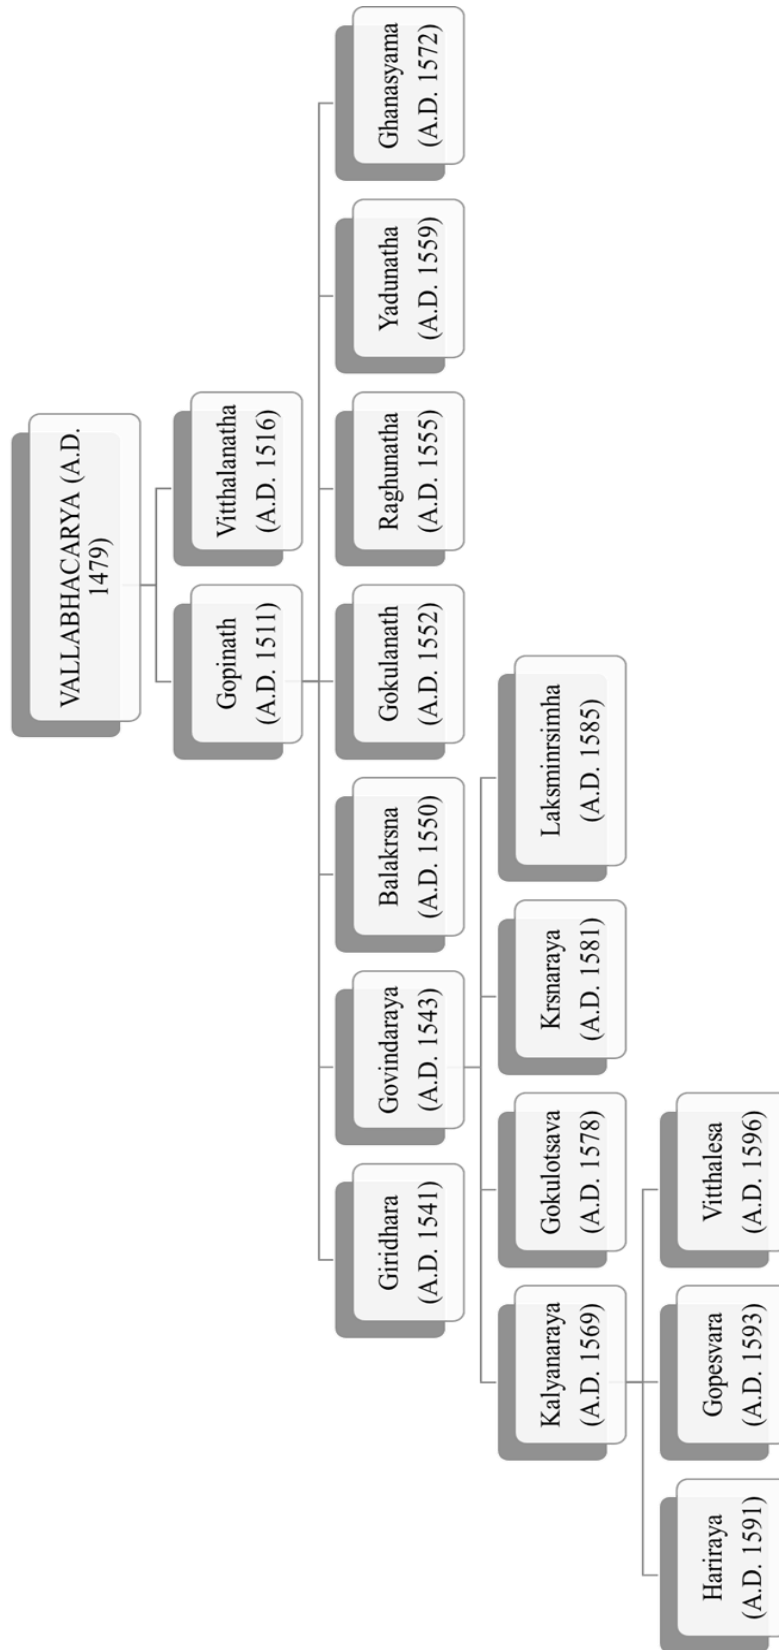 VALLABHACARYA (A.D.
1479)
Gopinath
(A.D. 1511)
Vitthalanatha
(A.D. 1516)
Giridhara
(A.D. 1541)
Govindaraya
(A.D. 1543)
Balakrsna
(A.D. 1550)
Gokulanath
(A.D. 1552)
Raghunatha
(A.D. 1555)
Yadunatha
(A.D. 1559)
Ghanasyama
(A.D. 1572)
Kalyanaraya
(A.D. 1569)
Gokulotsava
(A.D. 1578)
Krsnaraya
(A.D. 1581)
Laksminrsimha
(A.D. 1585)
Hariraya
(A.D. 1591)
Gopesvara
(A.D. 1593)
Vitthalesa
(A.D. 1596)